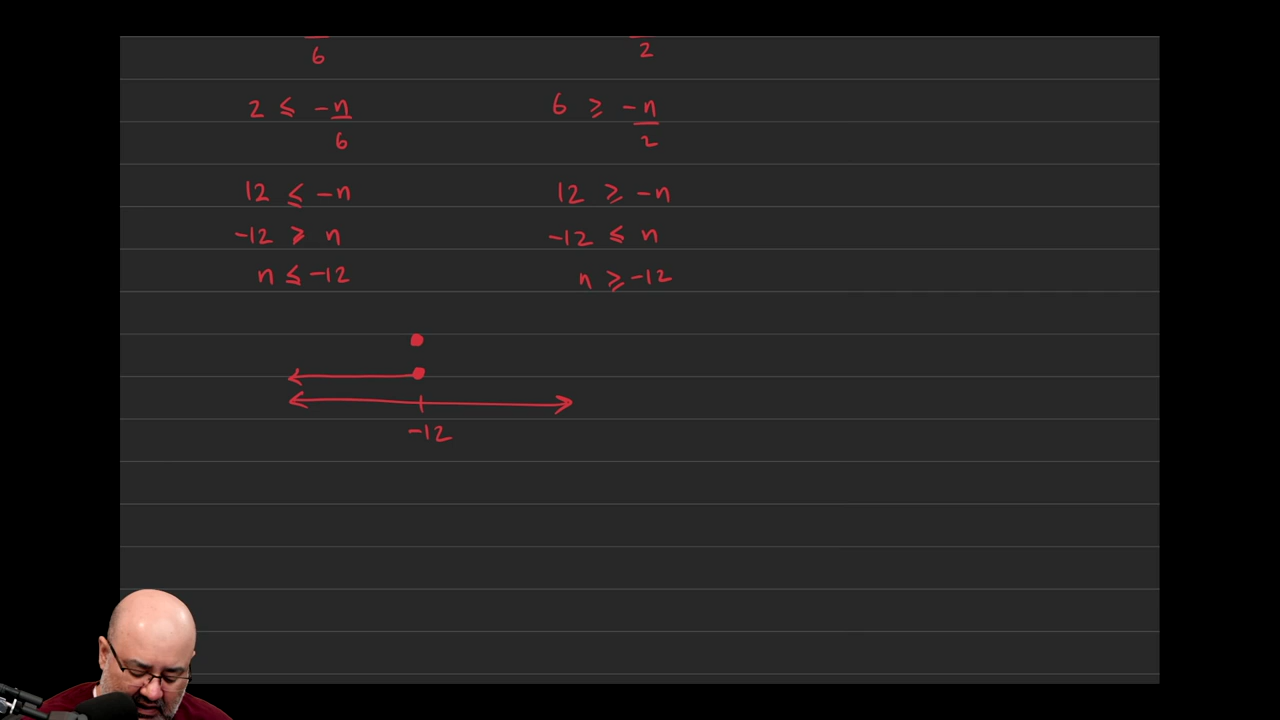 6 2
2 ≤ -n/6 6 ≥ -n/2
12 ≤ -n 12 ≥ -n
-12 ≥ n -12 ≤ n
n ≤ -12 n ≥ -12
-12